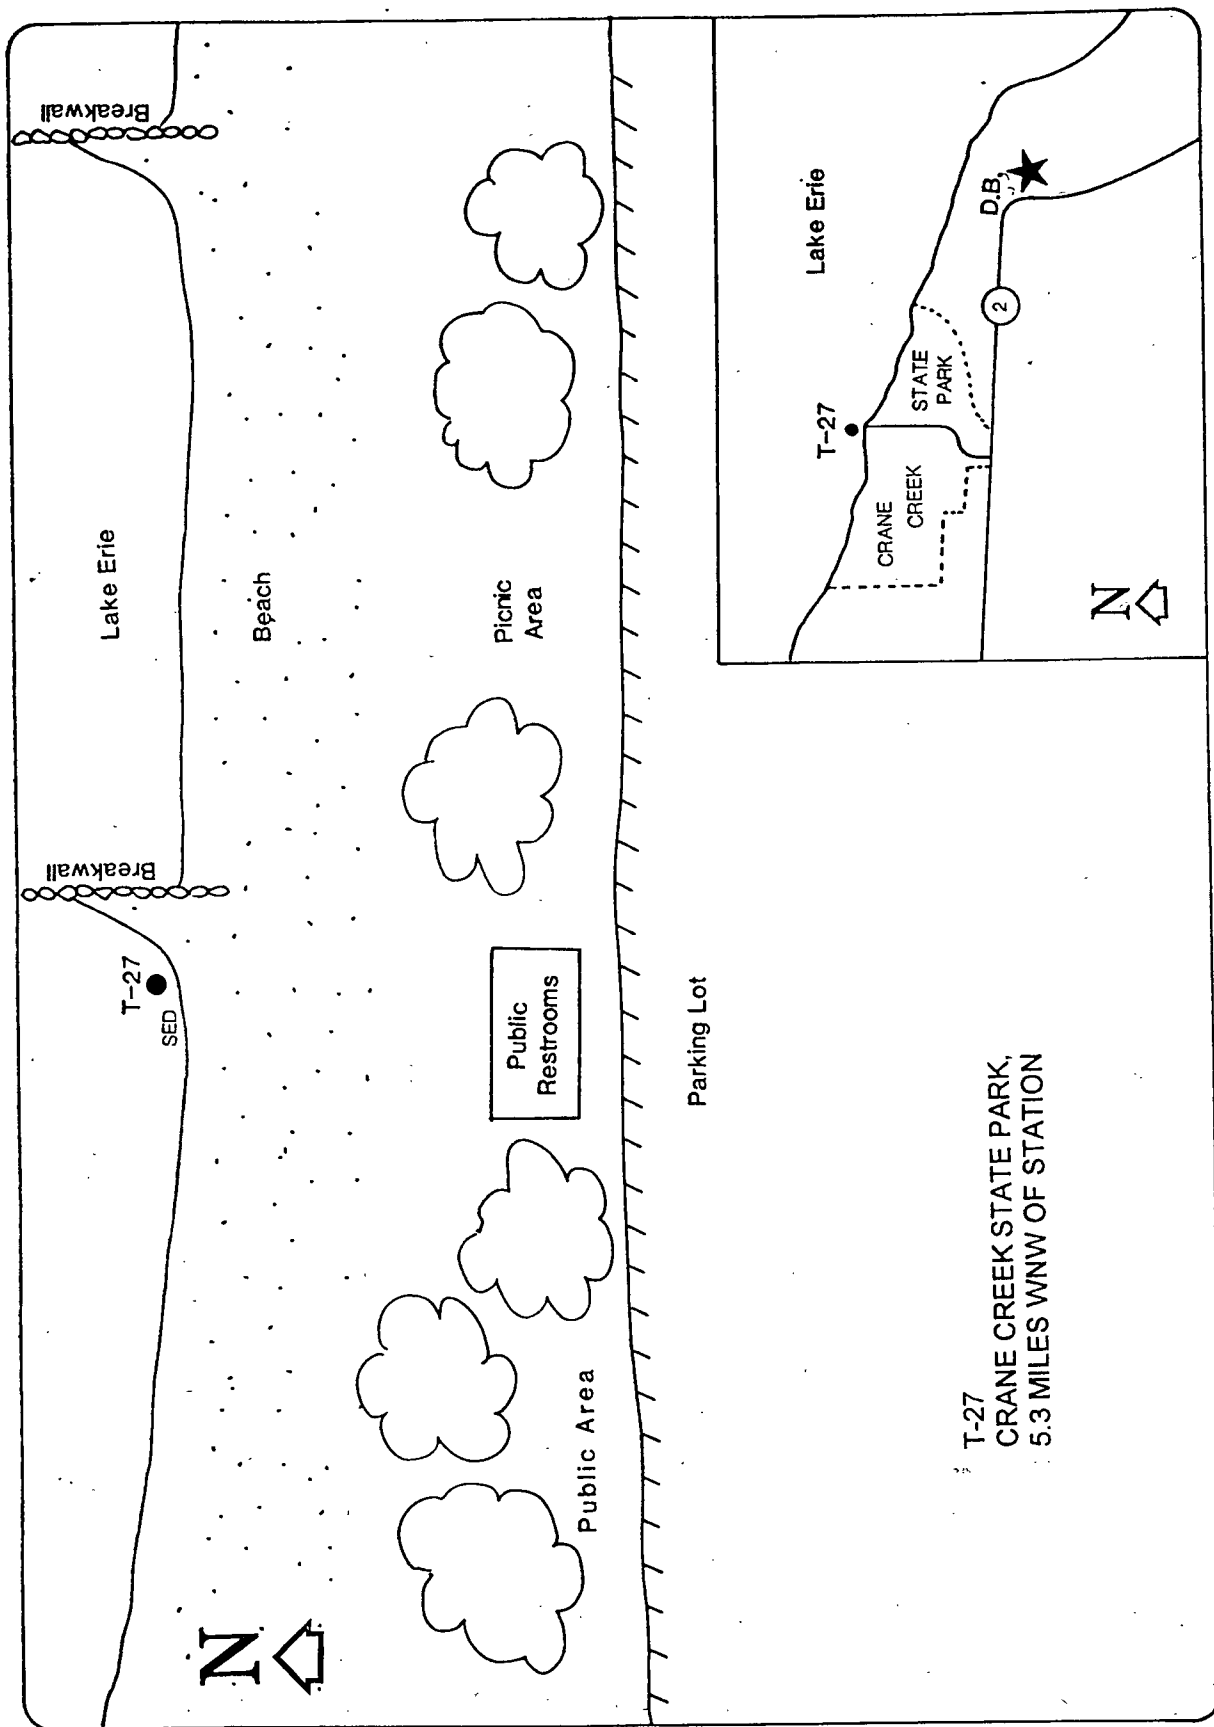 Breakwall
Breakwall
Lake Erie
T-27
SED
Beach
Picnic
Area
Public
Restrooms
Public Area
Parking Lot
N
T-27
CRANE CREEK STATE PARK,
5.3 MILES WNW OF STATION
Lake Erie
T-27
D.B.
STATE
PARK
CRANE
CREEK
2
N